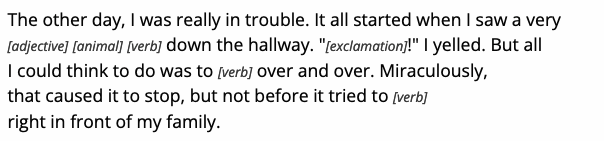 The other day, I was really in trouble. It all started when I saw a very
[adjective] [animal] [verb] down the hallway. "[exclamation]!" I yelled. But all
I could think to do was to [verb] over and over. Miraculously,
that caused it to stop, but not before it tried to [verb]
right in front of my family.